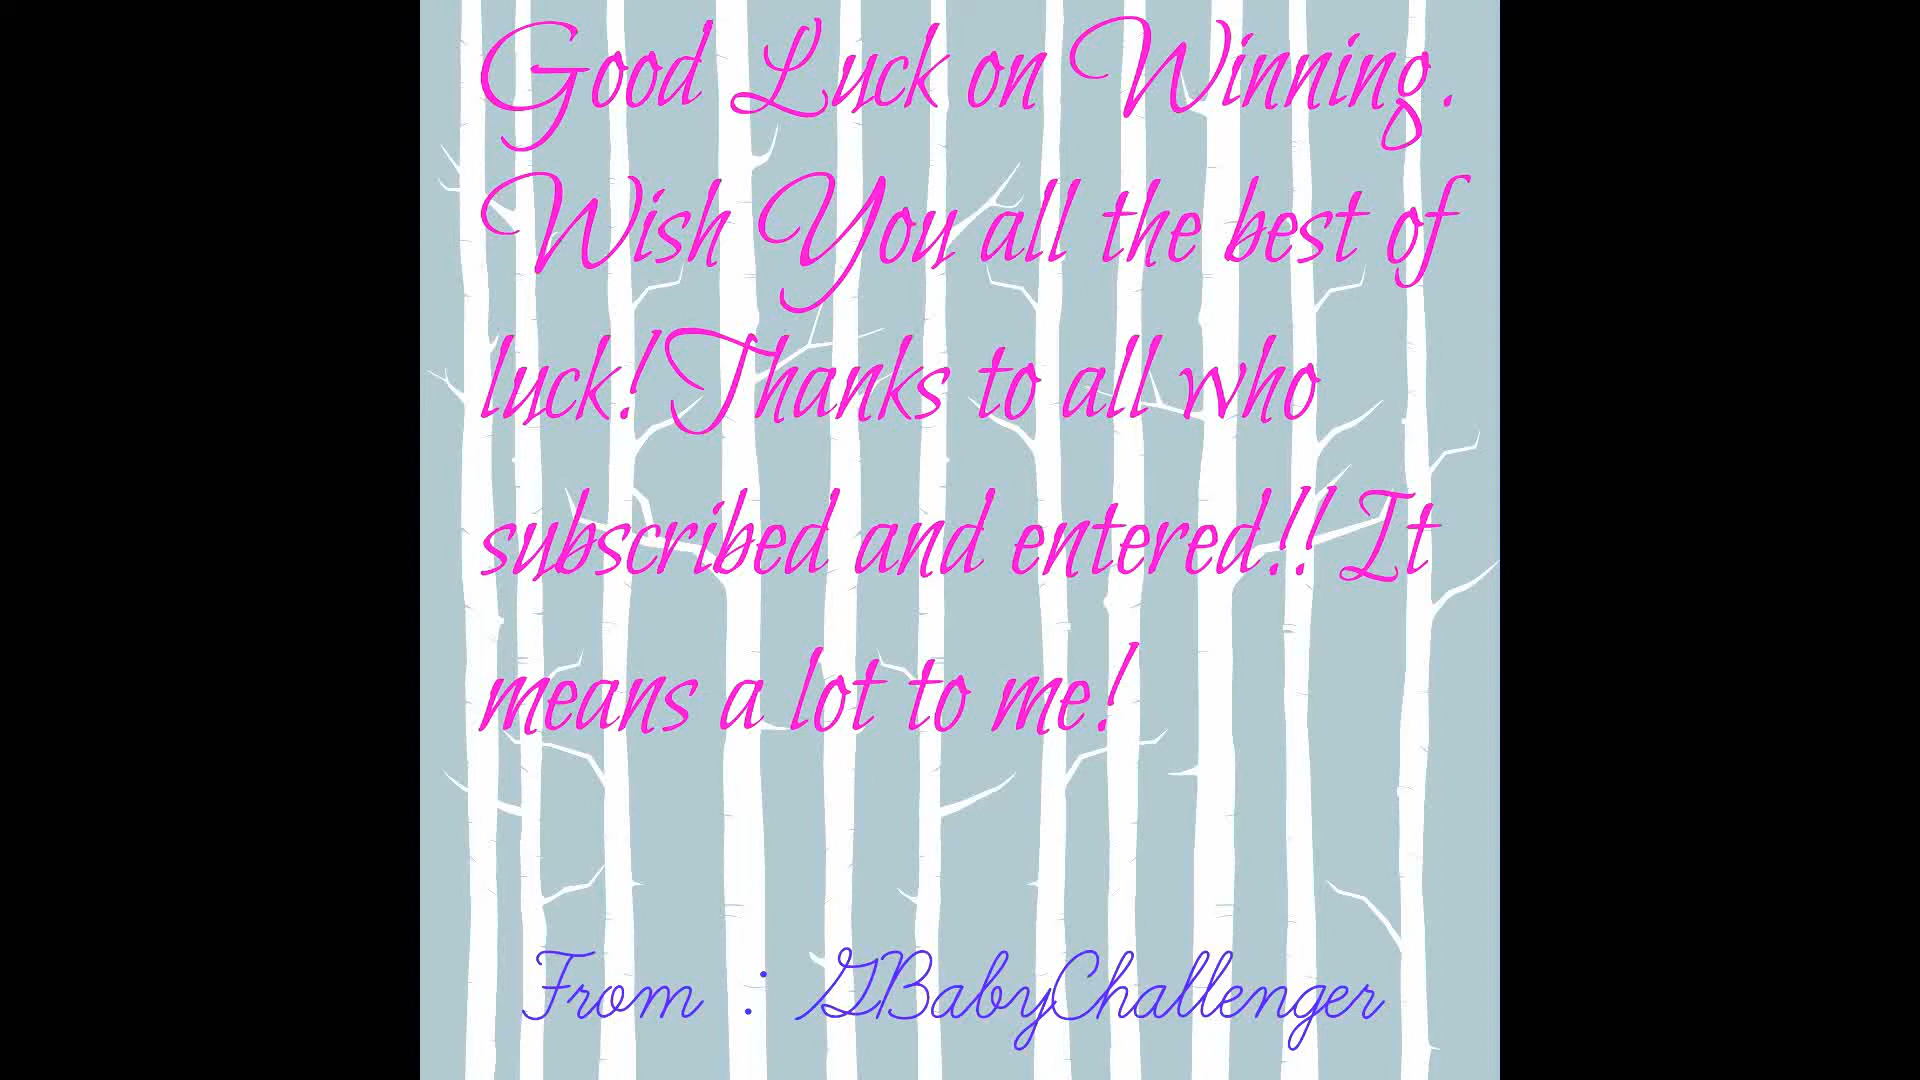 Good Luck on Winning.
Wish You all the best of
luck! Thanks to all who
subscribed and entered!! It
means a lot to me!
From : GBabyChallenger